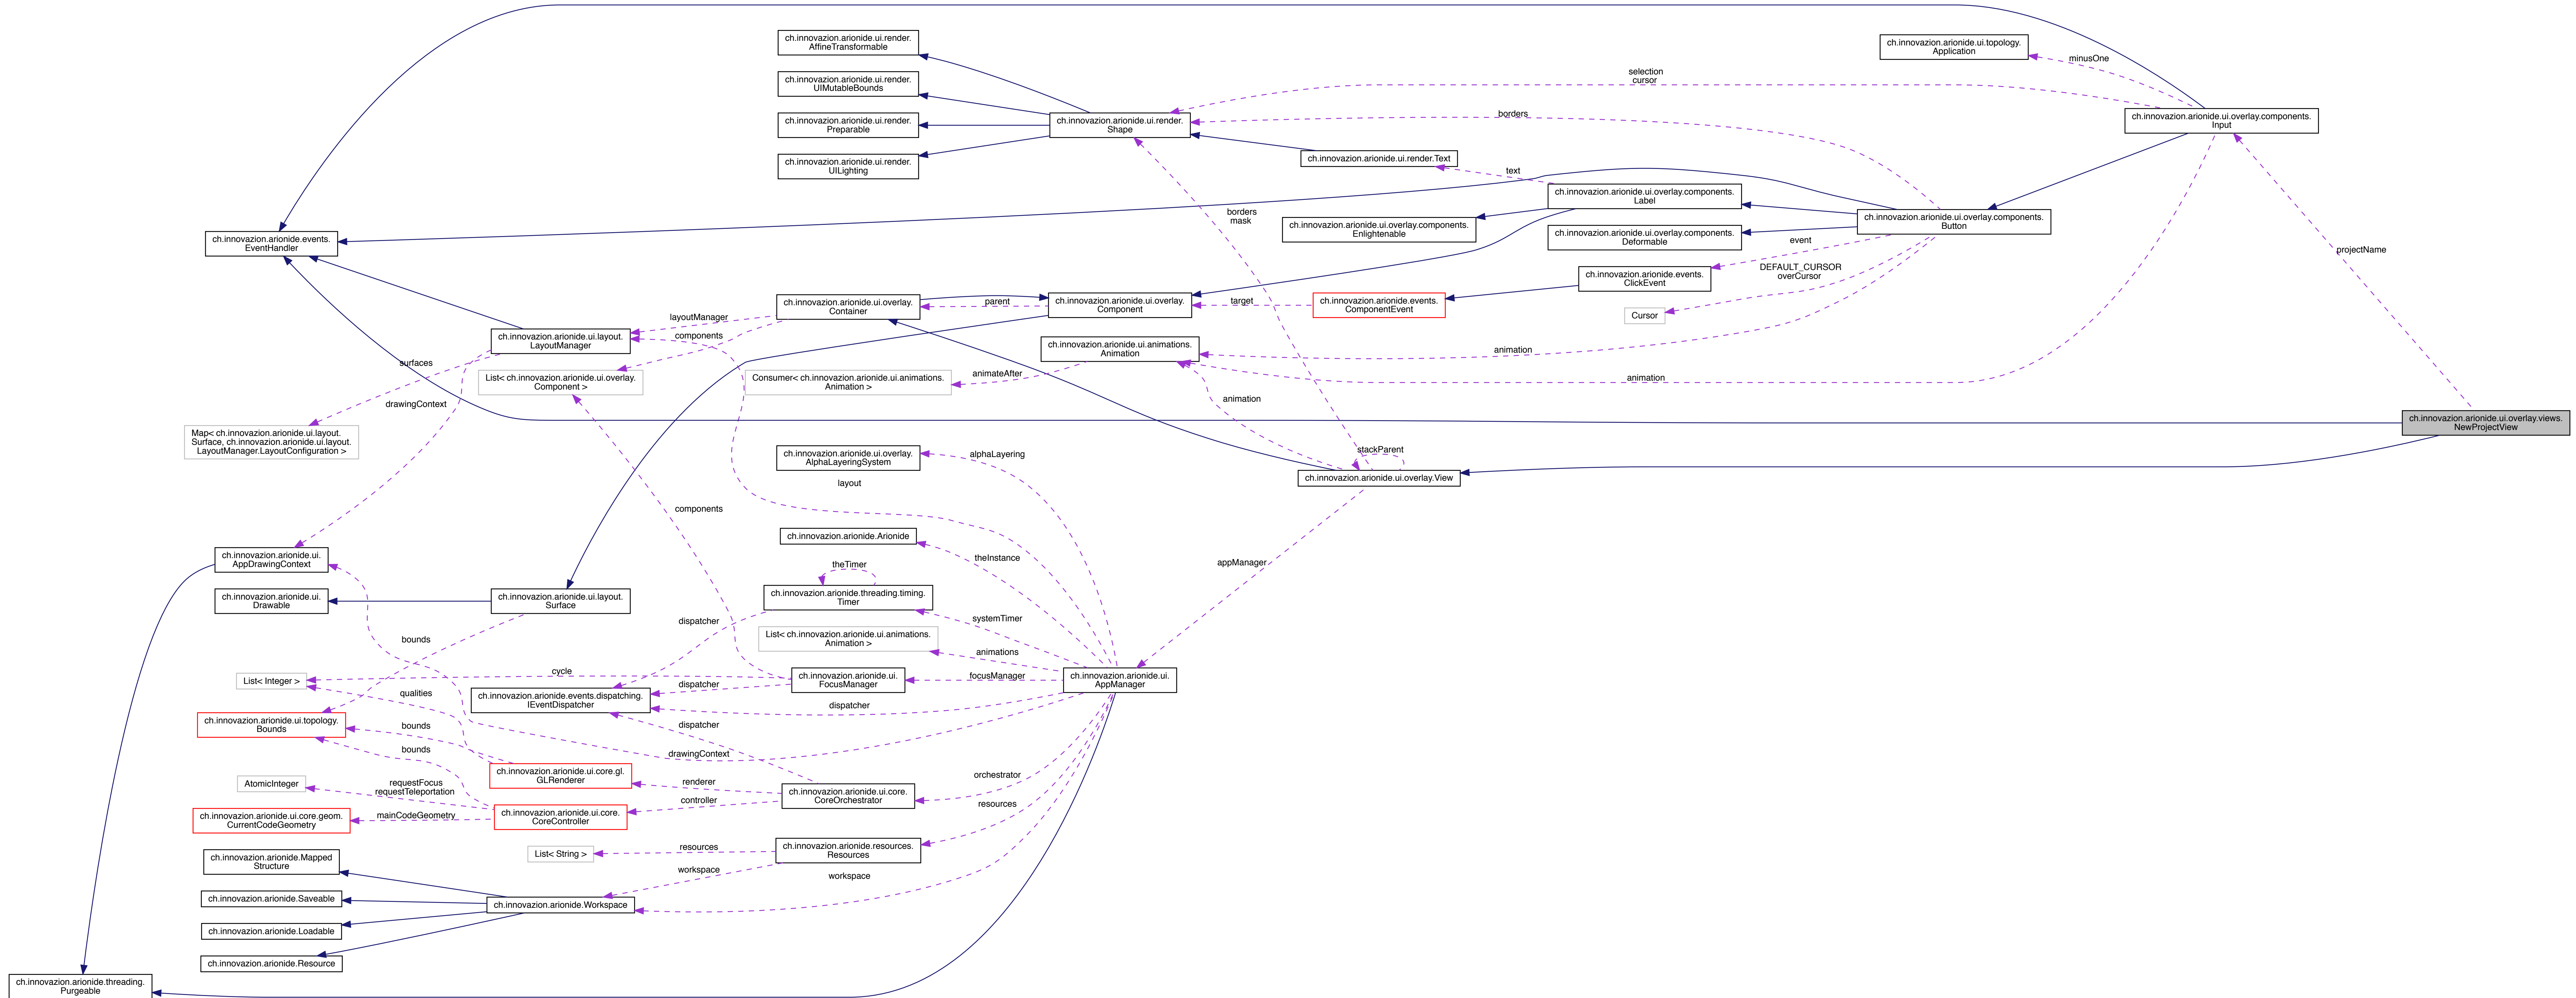 ch.innovazion.arionide.ui.render.
AffineTransformable
ch.innovazion.arionide.ui.topology.
Application
minusOne
selection
cursor
ch.innovazion.arionide.ui.render.
UIMutableBounds
borders
ch.innovazion.arionide.ui.overlay.components.
Input
ch.innovazion.arionide.ui.render.
Preparable
ch.innovazion.arionide.ui.render.
Shape
ch.innovazion.arionide.ui.render.
UILighting
ch.innovazion.arionide.ui.render.Text
text
ch.innovazion.arionide.ui.overlay.components.
Label
borders
mask
ch.innovazion.arionide.ui.overlay.components.
Enlightenable
ch.innovazion.arionide.ui.overlay.components.
Button
ch.innovazion.arionide.ui.overlay.components.
Deformable
ch.innovazion.arionide.events.
EventHandler
event
projectName
DEFAULT_CURSOR
overCursor
ch.innovazion.arionide.events.
ClickEvent
ch.innovazion.arionide.ui.overlay.
Container
parent
ch.innovazion.arionide.ui.overlay.
Component
target
ch.innovazion.arionide.events.
ComponentEvent
Cursor
layoutManager
components
ch.innovazion.arionide.ui.layout.
LayoutManager
ch.innovazion.arionide.ui.animations.
Animation
animation
surfaces
List< ch.innovazion.arionide.ui.overlay.
Component >
Consumer< ch.innovazion.arionide.ui.animations.
Animation >
animateAfter
animation
drawingContext
animation
ch.innovazion.arionide.ui.overlay.views.
NewProjectView
Map< ch.innovazion.arionide.ui.layout.
Surface, ch.innovazion.arionide.ui.layout.
LayoutManager.LayoutConfiguration >
ch.innovazion.arionide.ui.overlay.
AlphaLayeringSystem
alphaLayering
stackParent
layout
ch.innovazion.arionide.ui.overlay.View
components
ch.innovazion.arionide.Arionide
ch.innovazion.arionide.ui.
AppDrawingContext
theInstance
appManager
theTimer
ch.innovazion.arionide.ui.
Drawable
ch.innovazion.arionide.ui.layout.
Surface
ch.innovazion.arionide.threading.timing.
Timer
dispatcher
systemTimer
bounds
List< ch.innovazion.arionide.ui.animations.
Animation >
animations
cycle
List< Integer >
ch.innovazion.arionide.ui.
FocusManager
focusManager
ch.innovazion.arionide.ui.
AppManager
qualities
ch.innovazion.arionide.events.dispatching.
IEventDispatcher
dispatcher
dispatcher
ch.innovazion.arionide.ui.topology.
Bounds
bounds
dispatcher
bounds
drawingContext
ch.innovazion.arionide.ui.core.gl.
GLRenderer
renderer
orchestrator
AtomicInteger
requestFocus
requestTeleportation
ch.innovazion.arionide.ui.core.
CoreOrchestrator
controller
resources
ch.innovazion.arionide.ui.core.geom.
CurrentCodeGeometry
mainCodeGeometry
ch.innovazion.arionide.ui.core.
CoreController
List< String >
resources
ch.innovazion.arionide.resources.
Resources
ch.innovazion.arionide.Mapped
Structure
workspace
workspace
ch.innovazion.arionide.Saveable
ch.innovazion.arionide.Workspace
ch.innovazion.arionide.Loadable
ch.innovazion.arionide.Resource
ch.innovazion.arionide.threading.
Purgeable